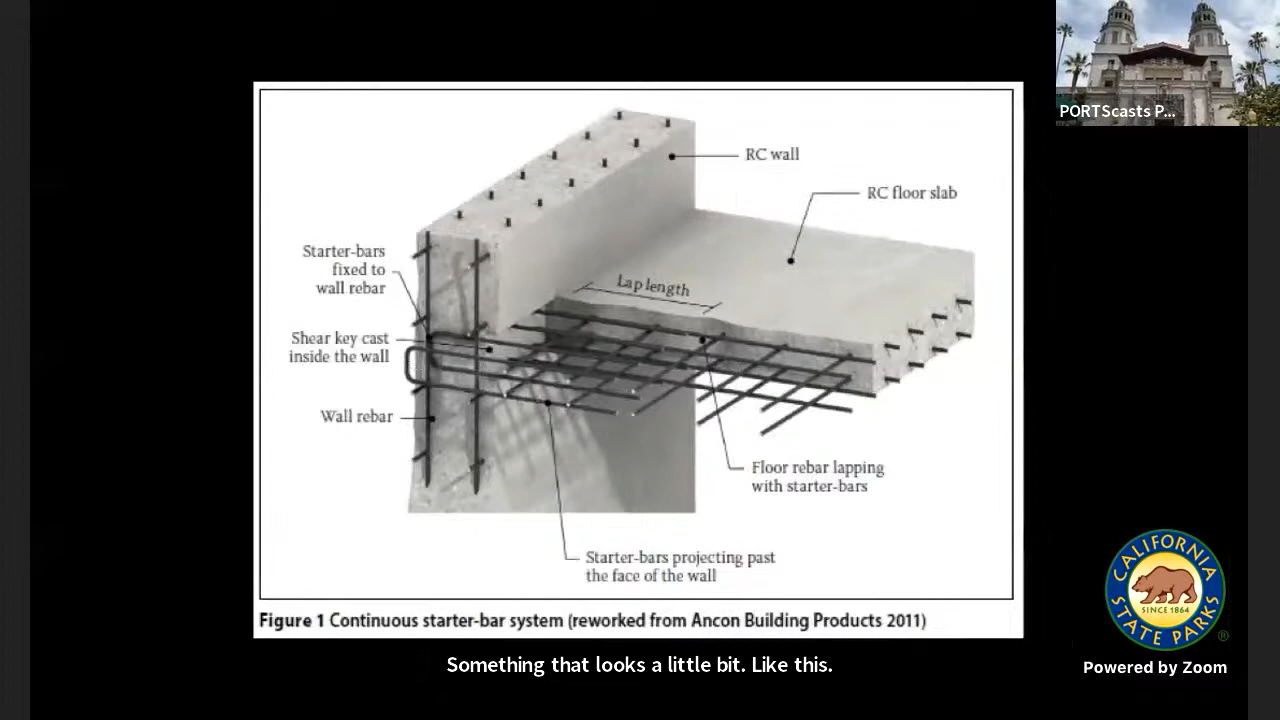 PORTScasts P...
RC wall
RC floor slab
Starter-bars
fixed to
wall rebar
Lap length
Shear key cast
inside the wall
Wall rebar
Floor rebar lapping
with starter-bars
Starter-bars projecting past
the face of the wall
Figure 1 Continuous starter-bar system (reworked from Ancon Building Products 2011)
CALIFORNIA
SINCE 1864
STATE PARKS
®
Something that looks a little bit. Like this.
Powered by Zoom